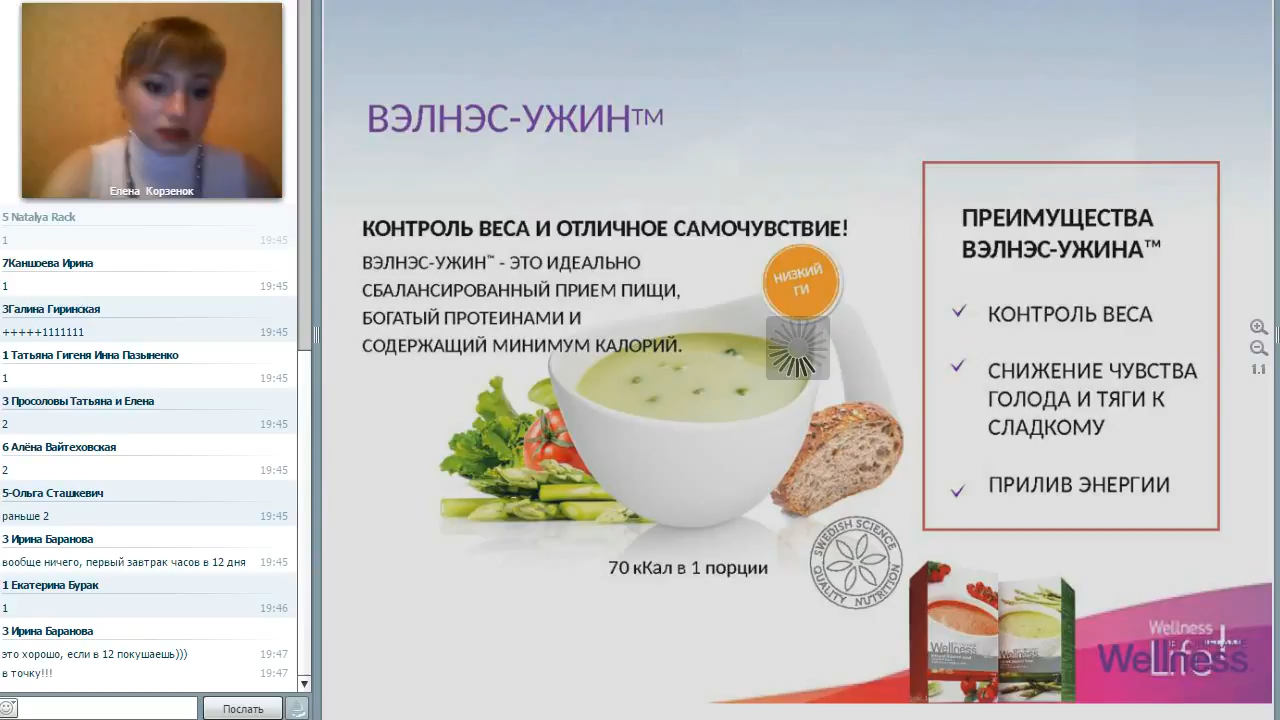 Елена Корзенок
5 Natalya Rack
1 19:45
7Каншоева Ирина
1 19:45
3Галина Гиринская
+++++1111111 19:45
1 Татьяна Гигеня Инна Пазыненко
1 19:45
3 Просоловы Татьяна и Елена
2 19:45
6 Алёна Вайтеховская
2 19:45
5-Ольга Сташкевич
раньше 2 19:45
3 Ирина Баранова
вообще ничего, первый завтрак часов в 12 дня 19:45
1 Екатерина Бурак
1 19:46
3 Ирина Баранова
это хорошо, если в 12 покушаешь))) 19:47
в точку!!! 19:47
Послать
ВЭЛНЭС-УЖИН™
КОНТРОЛЬ ВЕСА И ОТЛИЧНОЕ САМОЧУВСТВИЕ!
ВЭЛНЭС-УЖИН™ - ЭТО ИДЕАЛЬНО
СБАЛАНСИРОВАННЫЙ ПРИЕМ ПИЩИ,
БОГАТЫЙ ПРОТЕИНАМИ И
СОДЕРЖАЩИЙ МИНИМУМ КАЛОРИЙ.
НИЗКИЙ
ГИ
70 кКал в 1 порции
SWEDISH SCIENCE
QUALITY NUTRITION
ПРЕИМУЩЕСТВА
ВЭЛНЭС-УЖИНА™
КОНТРОЛЬ ВЕСА
СНИЖЕНИЕ ЧУВСТВА
ГОЛОДА И ТЯГИ К
СЛАДКОМУ
ПРИЛИВ ЭНЕРГИИ
Wellness
Wellness
Wellness
Life!
Wellness
1.1